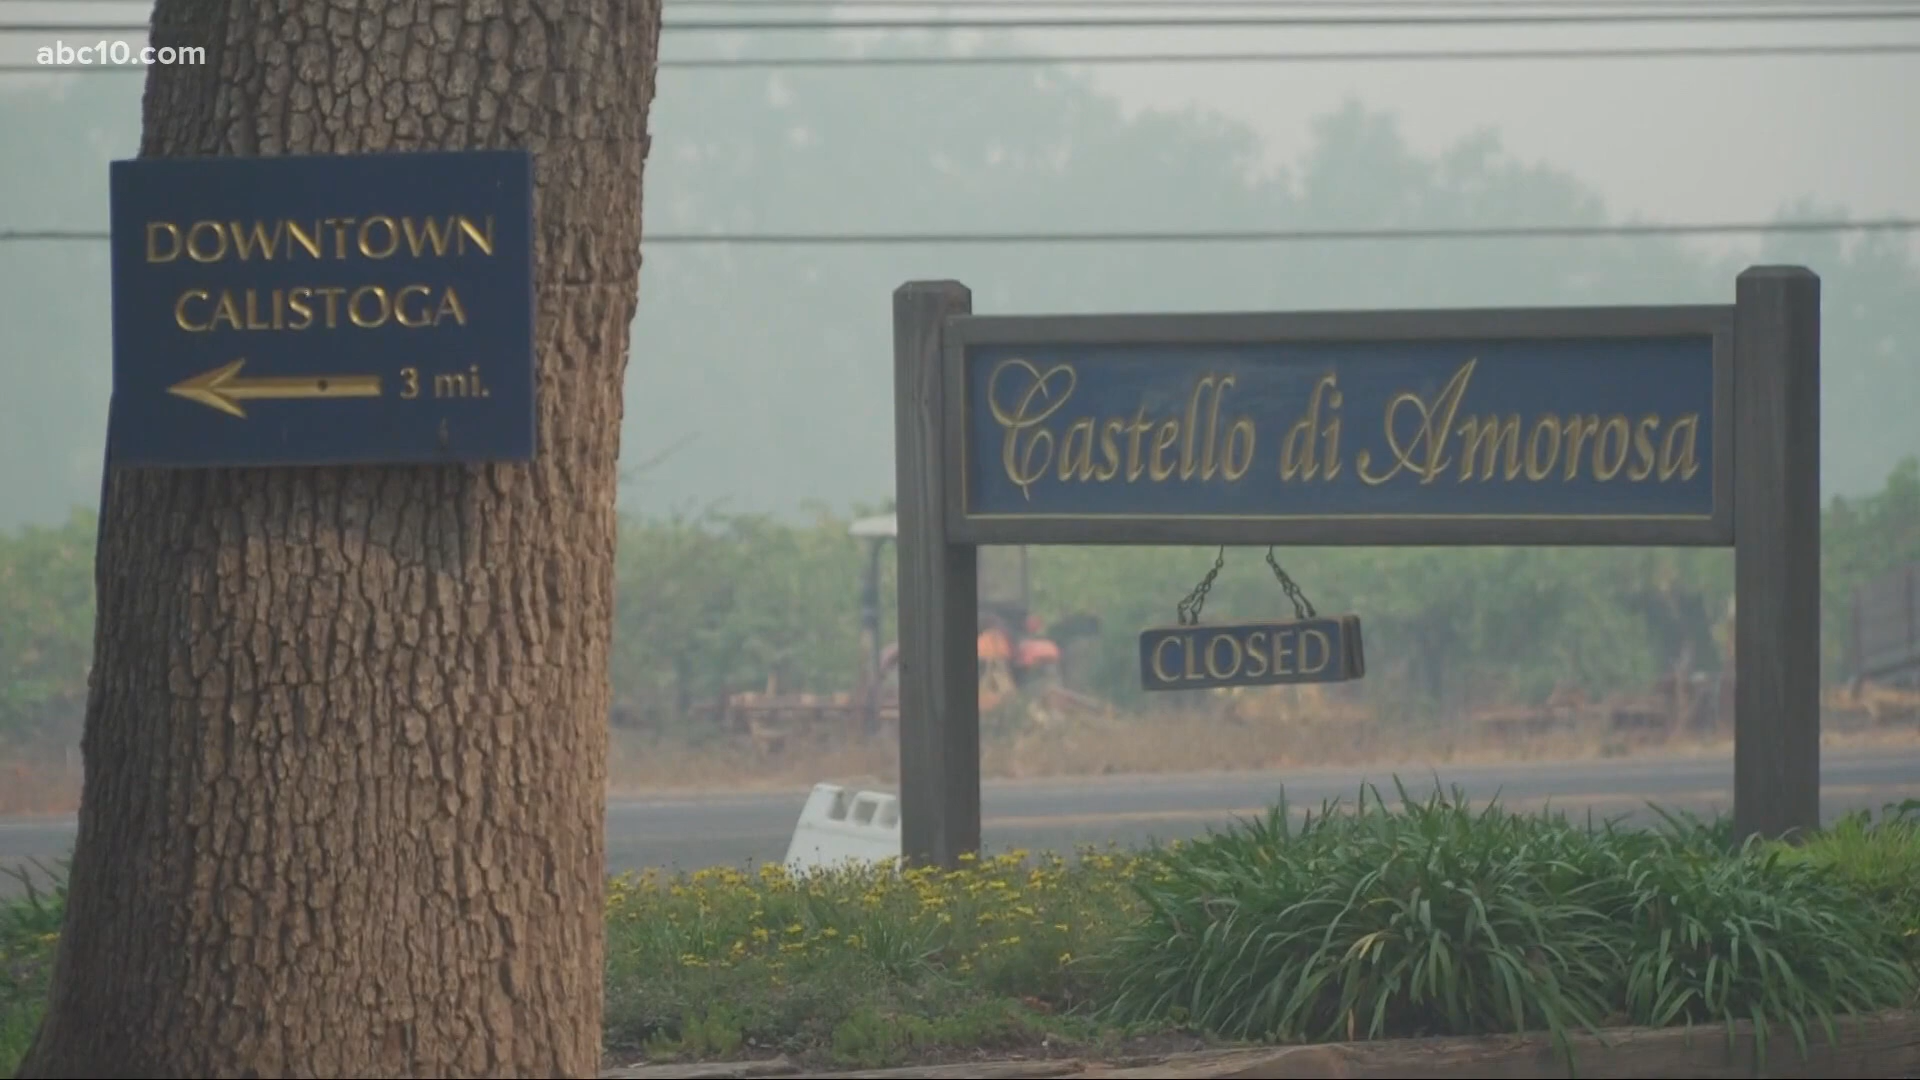 abc10.com
DOWNTOWN
CALISTOGA
3 mi.
Castello di Amorosa
CLOSED